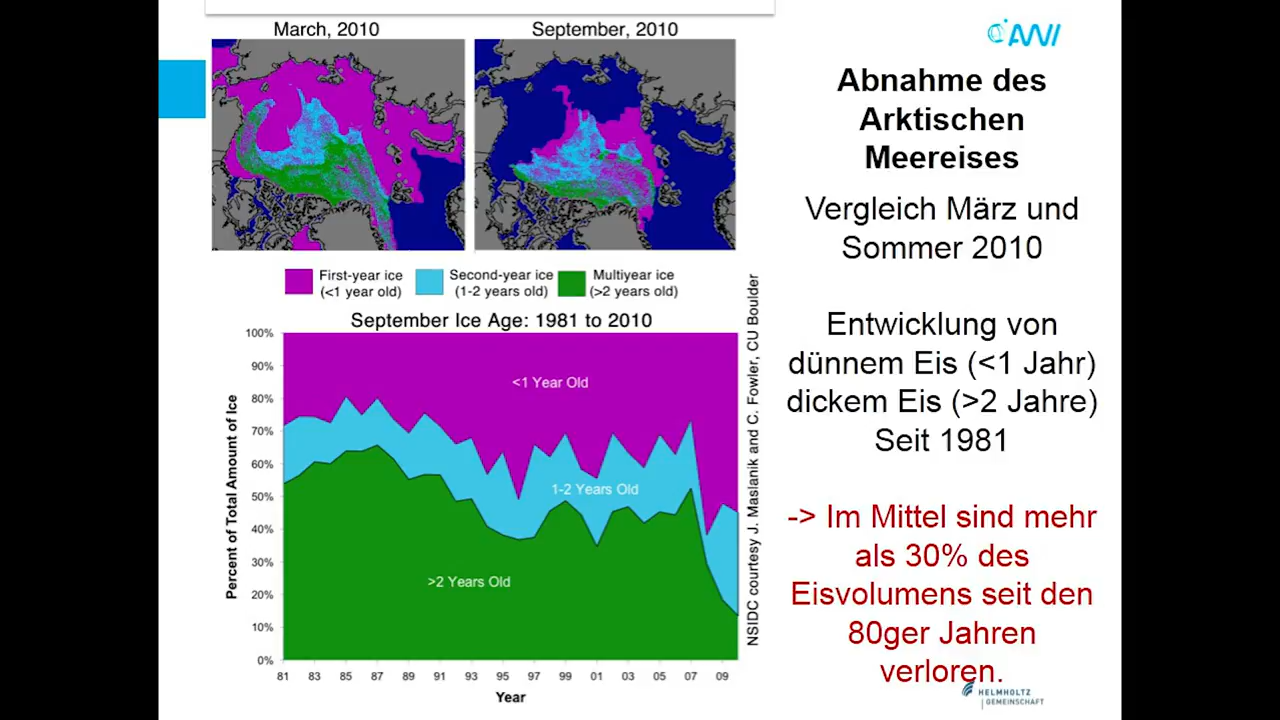 March, 2010
September, 2010
First-year ice
(<1 year old)
Second-year ice
(1-2 years old)
Multiyear ice
(>2 years old)
September Ice Age: 1981 to 2010
Percent of Total Amount of Ice
100%
90%
80%
70%
60%
50%
40%
30%
20%
10%
0%
<1 Year Old
1-2 Years Old
>2 Years Old
81 83 85 87 89 91 93 95 97 99 01 03 05 07 09
Year
NSIDC courtesy J. Maslanik and C. Fowler, CU Boulder
AWI
Abnahme des
Arktischen
Meereises
Vergleich März und
Sommer 2010
Entwicklung von
dünnem Eis (<1 Jahr)
dickem Eis (>2 Jahre)
Seit 1981
-> Im Mittel sind mehr
als 30% des
Eisvolumens seit den
80ger Jahren
verloren.
HELMHOLTZ
GEMEINSCHAFT